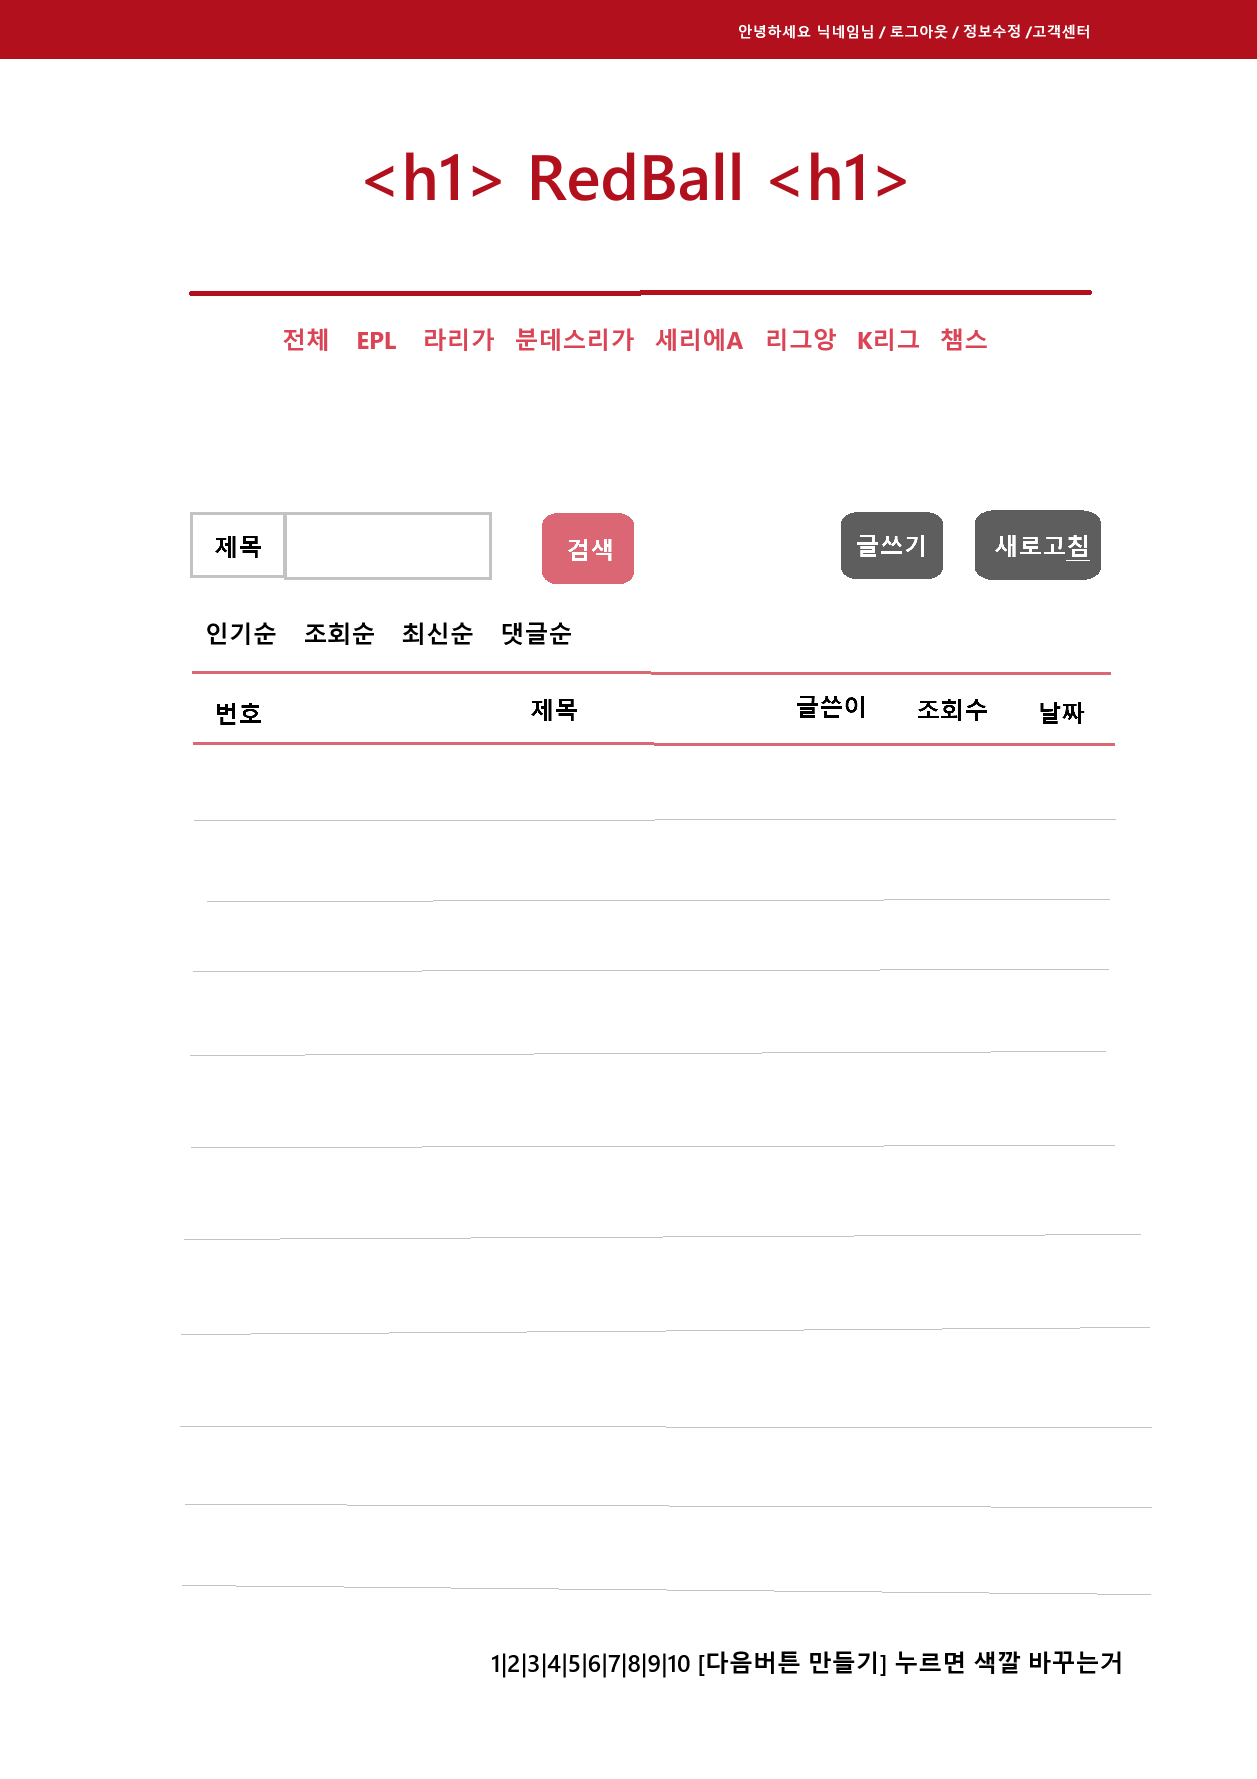 안녕하세요 닉네임님 / 로그아웃 / 정보수정 /고객센터
<h1> RedBall <h1>
전체 EPL 라리가 분데스리가 세리에A 리그앙 K리그 챔스
제목 검색 글쓰기 새로고침
인기순 조회순 최신순 댓글순
번호 제목 글쓴이 조회수 날짜
1|2|3|4|5|6|7|8|9|10 [다음버튼 만들기] 누르면 색깔 바꾸는거